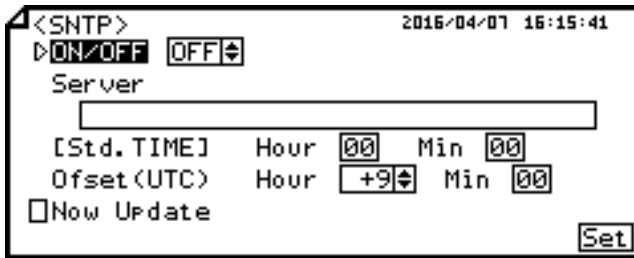 <SNTP> 2016/04/07 16:15:41
ON/OFF OFF
Server
[Std.TIME] Hour 00 Min 00
Ofset(UTC) Hour +9 Min 00
Now Update
Set